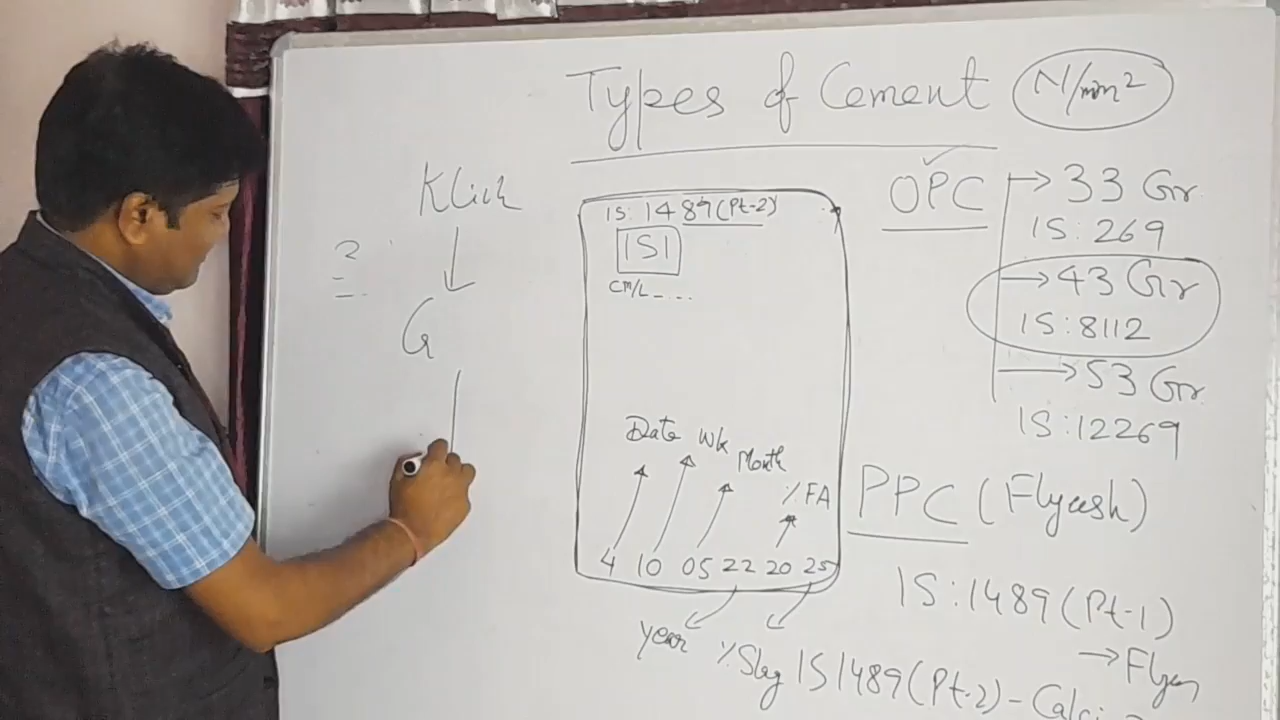 Types of Cement N/mm²
Klich
?
G
IS: 1489 (Pt-2)
ISI
CM/L - ...
Date Wk Month
% FA
4 10 05 22 20 25
year
% Slag
OPC
→ 33 Gr
IS: 269
→ 43 Gr
IS: 8112
→ 53 Gr
IS: 12269
PPC (Flyash)
IS: 1489 (Pt-1)
→ Flyas
IS 1489 (Pt-2) - Calci